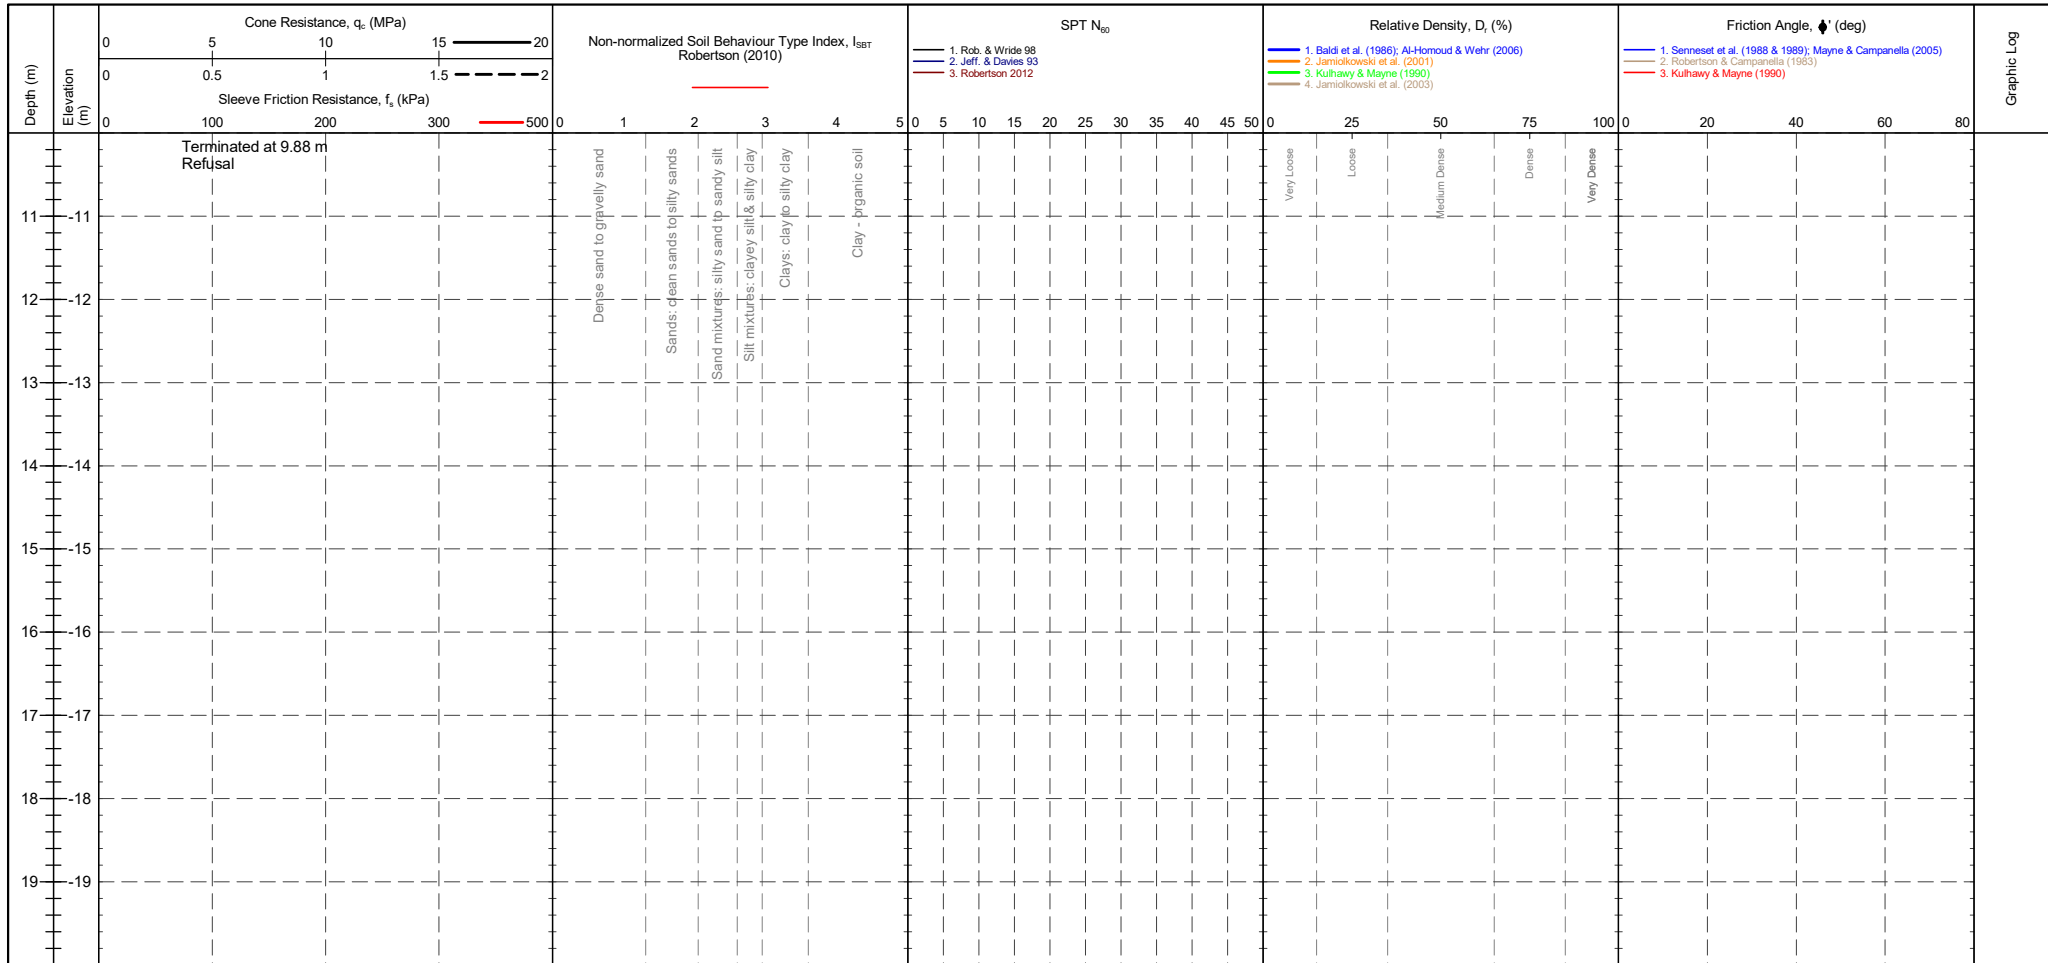 Depth (m)
Elevation
(m)
Cone Resistance, qc (MPa)
0 5 10 15 20
0 0.5 1 1.5 2
Sleeve Friction Resistance, fs (kPa)
0 100 200 300 500
Non-normalized Soil Behaviour Type Index, ISBT
Robertson (2010)
0 1 2 3 4 5
SPT N60
1. Rob. & Wride 98
2. Jeff. & Davies 93
3. Robertson 2012
0 5 10 15 20 25 30 35 40 45 50
Relative Density, Dr (%)
1. Baldi et al. (1986); Al-Homoud & Wehr (2006)
2. Jamiolkowski et al. (2001)
3. Kulhawy & Mayne (1990)
4. Jamiolkowski et al. (2003)
0 25 50 75 100
Friction Angle, ϕ' (deg)
1. Senneset et al. (1988 & 1989); Mayne & Campanella (2005)
2. Robertson & Campanella (1983)
3. Kulhawy & Mayne (1990)
0 20 40 60 80
Graphic Log
Terminated at 9.88 m
Refusal
Dense sand to gravelly sand
Sands: clean sands to silty sands
Sand mixtures: silty sand to sandy silt
Silt mixtures: clayey silt & silty clay
Clays: clay to silty clay
Clay - organic soil
Very Loose
Loose
Medium Dense
Dense
Very Dense
11 -11
12 -12
13 -13
14 -14
15 -15
16 -16
17 -17
18 -18
19 -19